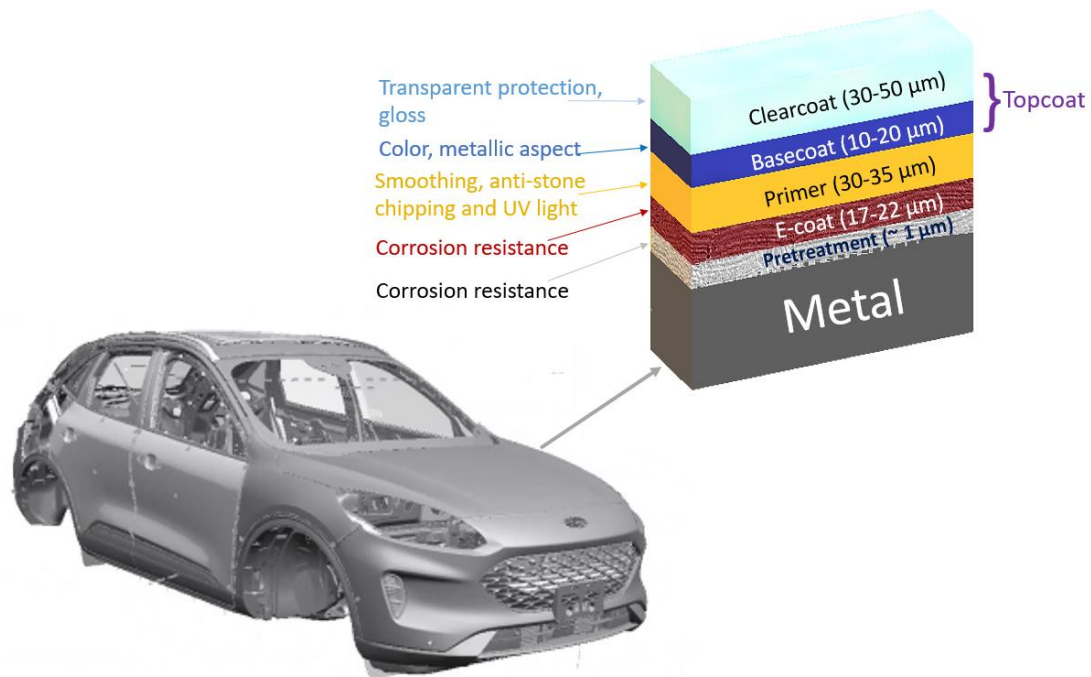 Transparent protection,
gloss
Color, metallic aspect
Smoothing, anti-stone
chipping and UV light
Corrosion resistance
Corrosion resistance
Clearcoat (30-50 µm)
Basecoat (10-20 µm)
Primer (30-35 µm)
E-coat (17-22 µm)
Pretreatment (~ 1 µm)
Metal
Topcoat